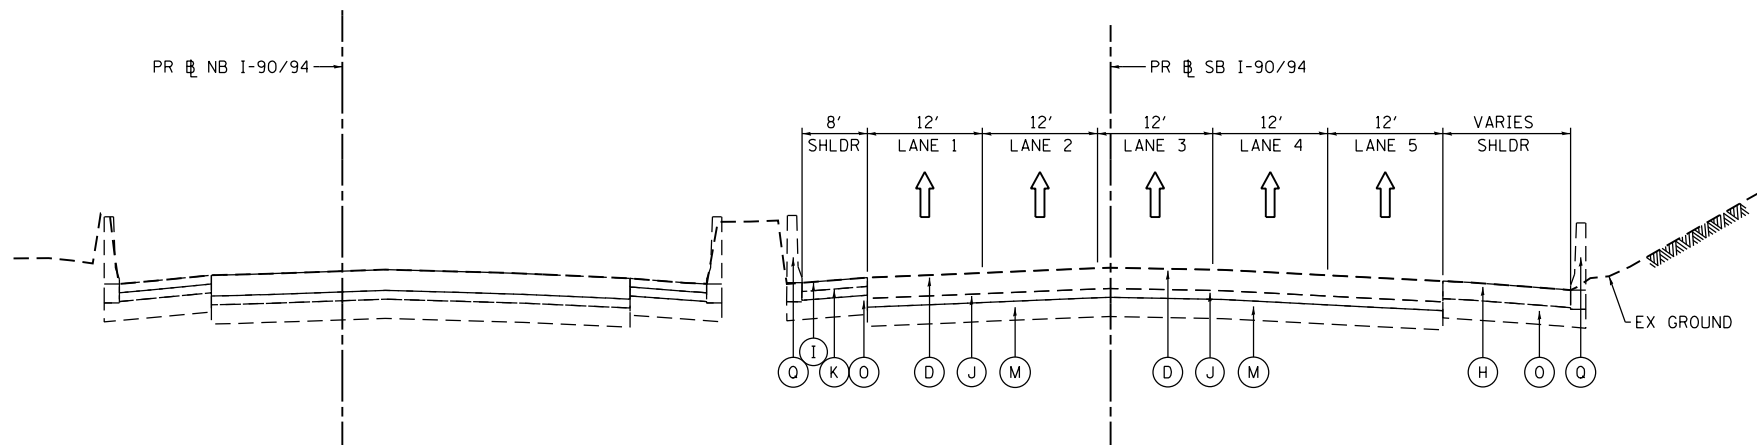 PR ⅊ NB I-90/94
PR ⅊ SB I-90/94
8' 12' 12' 12' 12' 12' VARIES
SHLDR LANE 1 LANE 2 LANE 3 LANE 4 LANE 5 SHLDR
EX GROUND
Q I K O D J M D J M H O Q